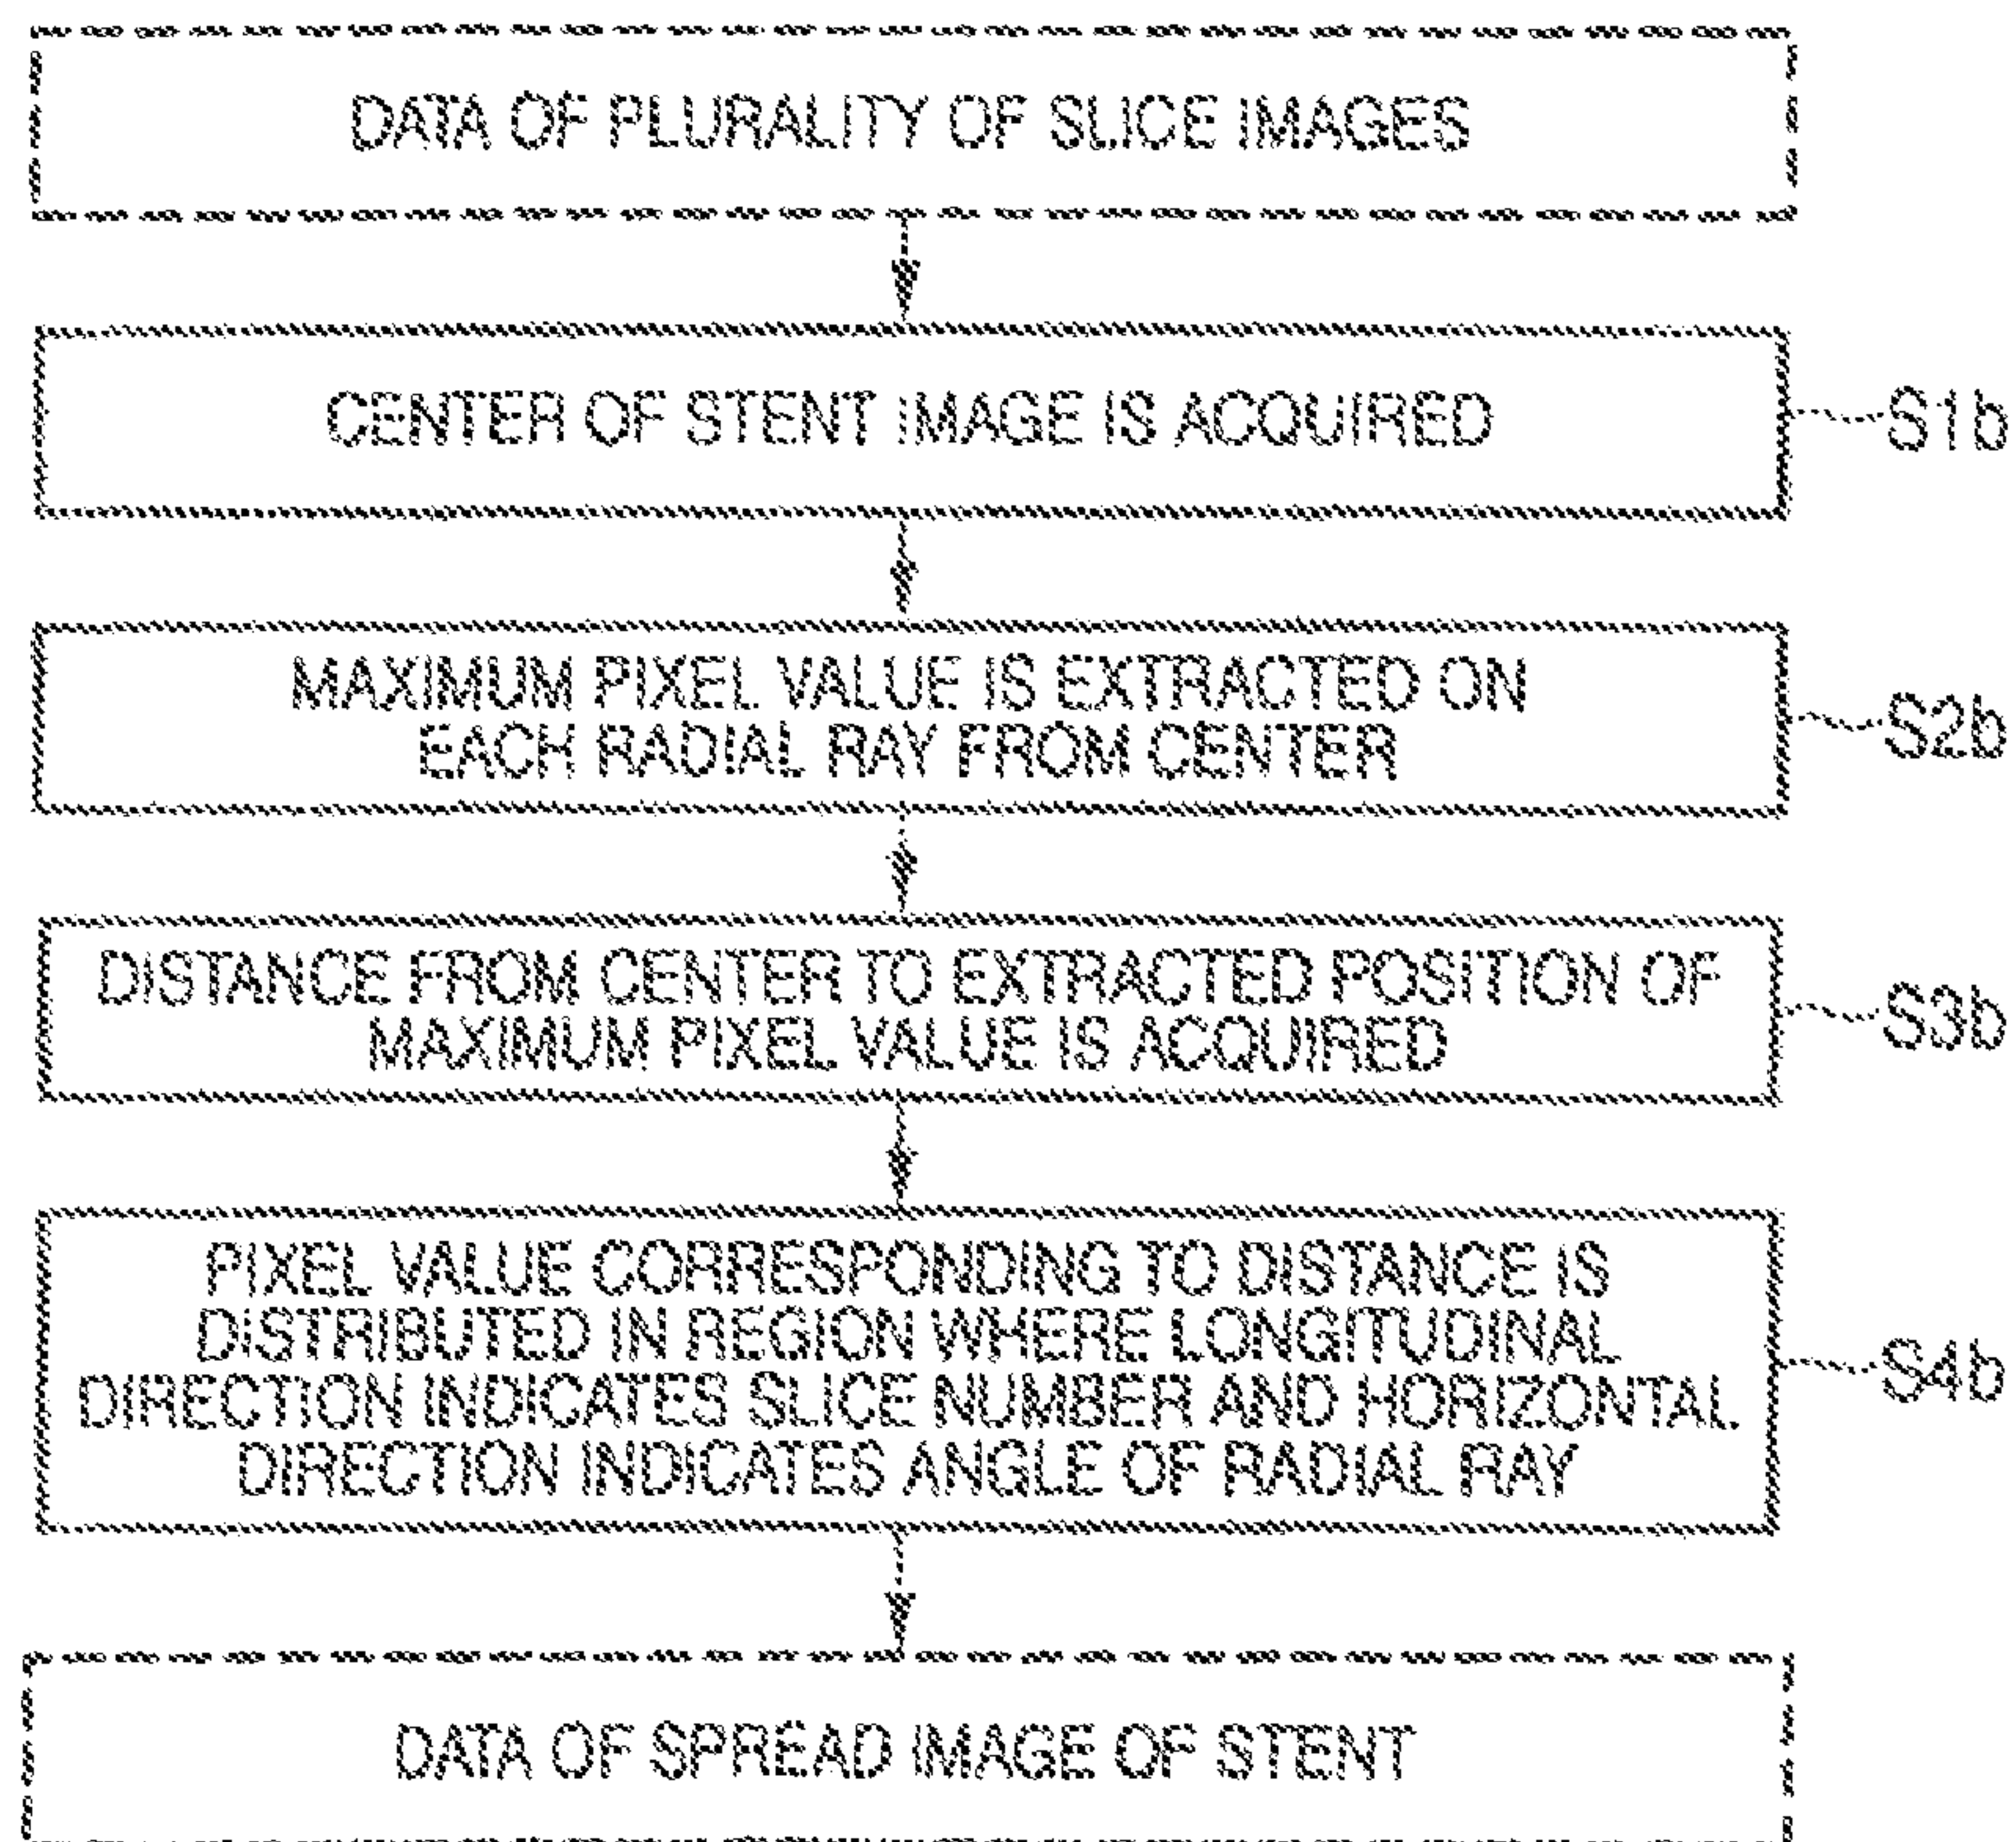 DATA OF PLURALITY OF SLICE IMAGES
CENTER OF STENT IMAGE IS ACQUIRED
S1b
MAXIMUM PIXEL VALUE IS EXTRACTED ON
EACH RADIAL RAY FROM CENTER
S2b
DISTANCE FROM CENTER TO EXTRACTED POSITION OF
MAXIMUM PIXEL VALUE IS ACQUIRED
S3b
PIXEL VALUE CORRESPONDING TO DISTANCE IS
DISTRIBUTED IN REGION WHERE LONGITUDINAL
DIRECTION INDICATES SLICE NUMBER AND HORIZONTAL
DIRECTION INDICATES ANGLE OF RADIAL RAY
S4b
DATA OF SPREAD IMAGE OF STENT